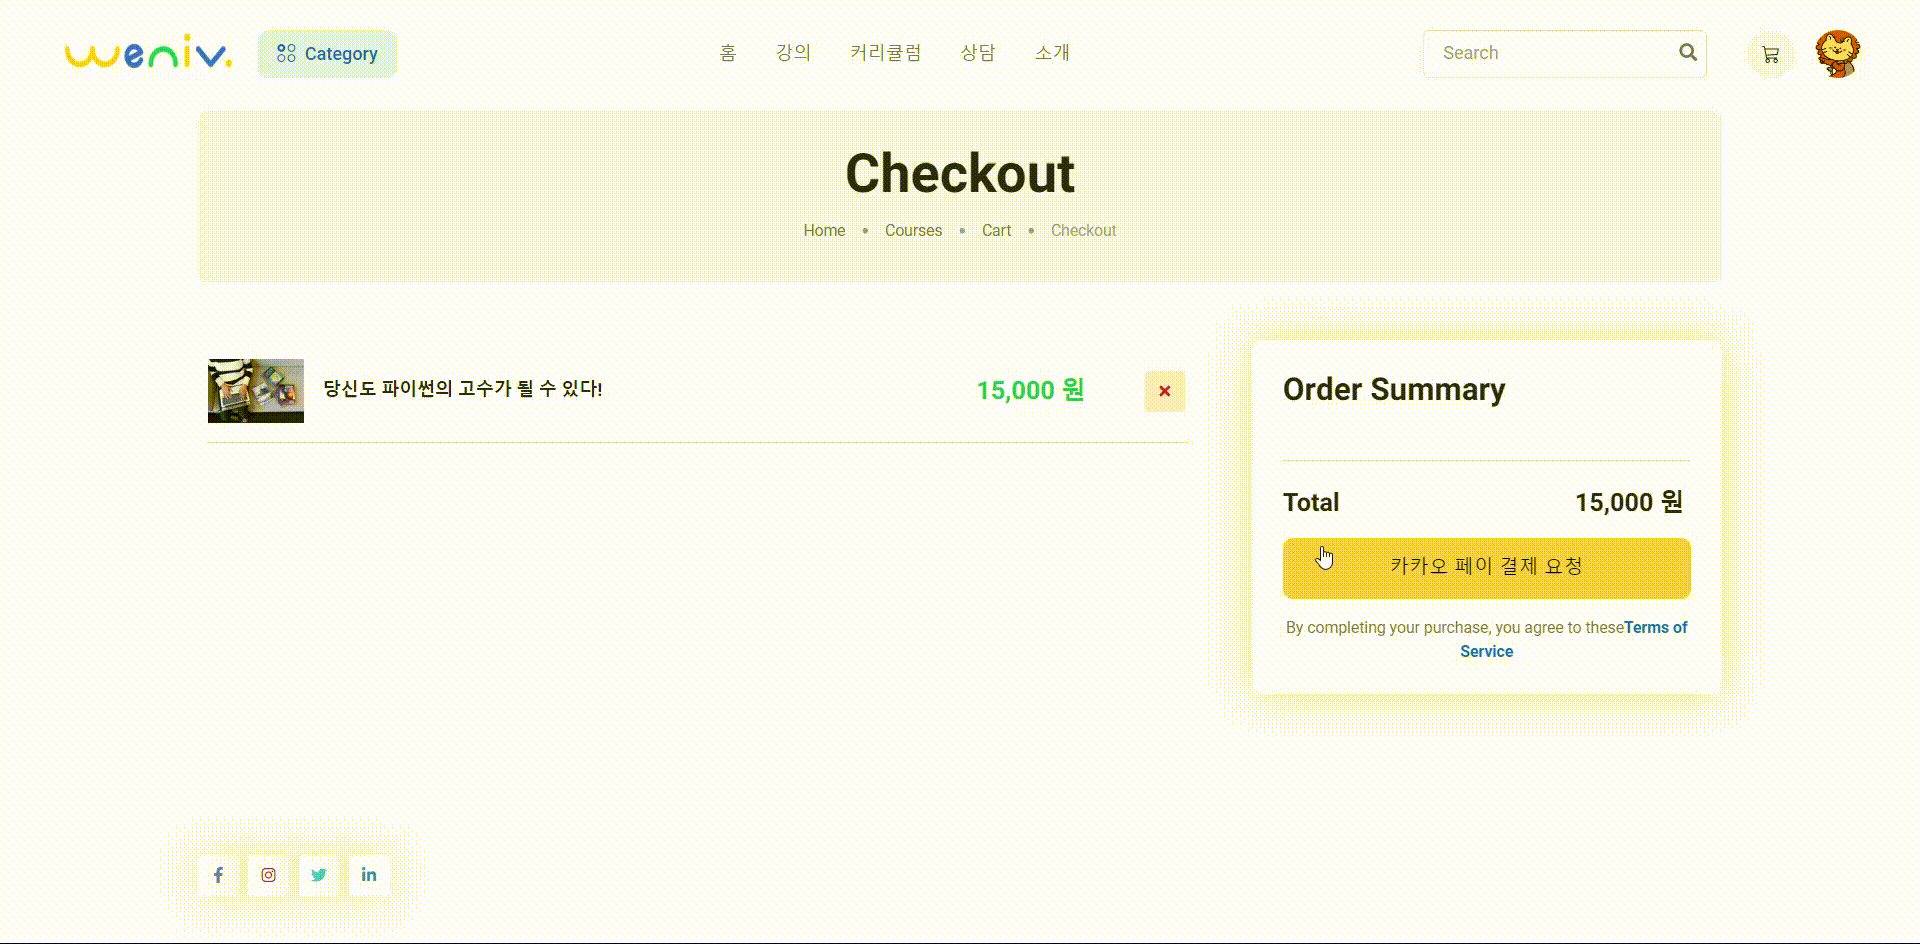 weniv.
Category
홈 강의 커리큘럼 상담 소개
Search
Checkout
Home • Courses • Cart • Checkout
당신도 파이썬의 고수가 될 수 있다!
15,000 원
Order Summary
Total 15,000 원
카카오 페이 결제 요청
By completing your purchase, you agree to theseTerms of
Service